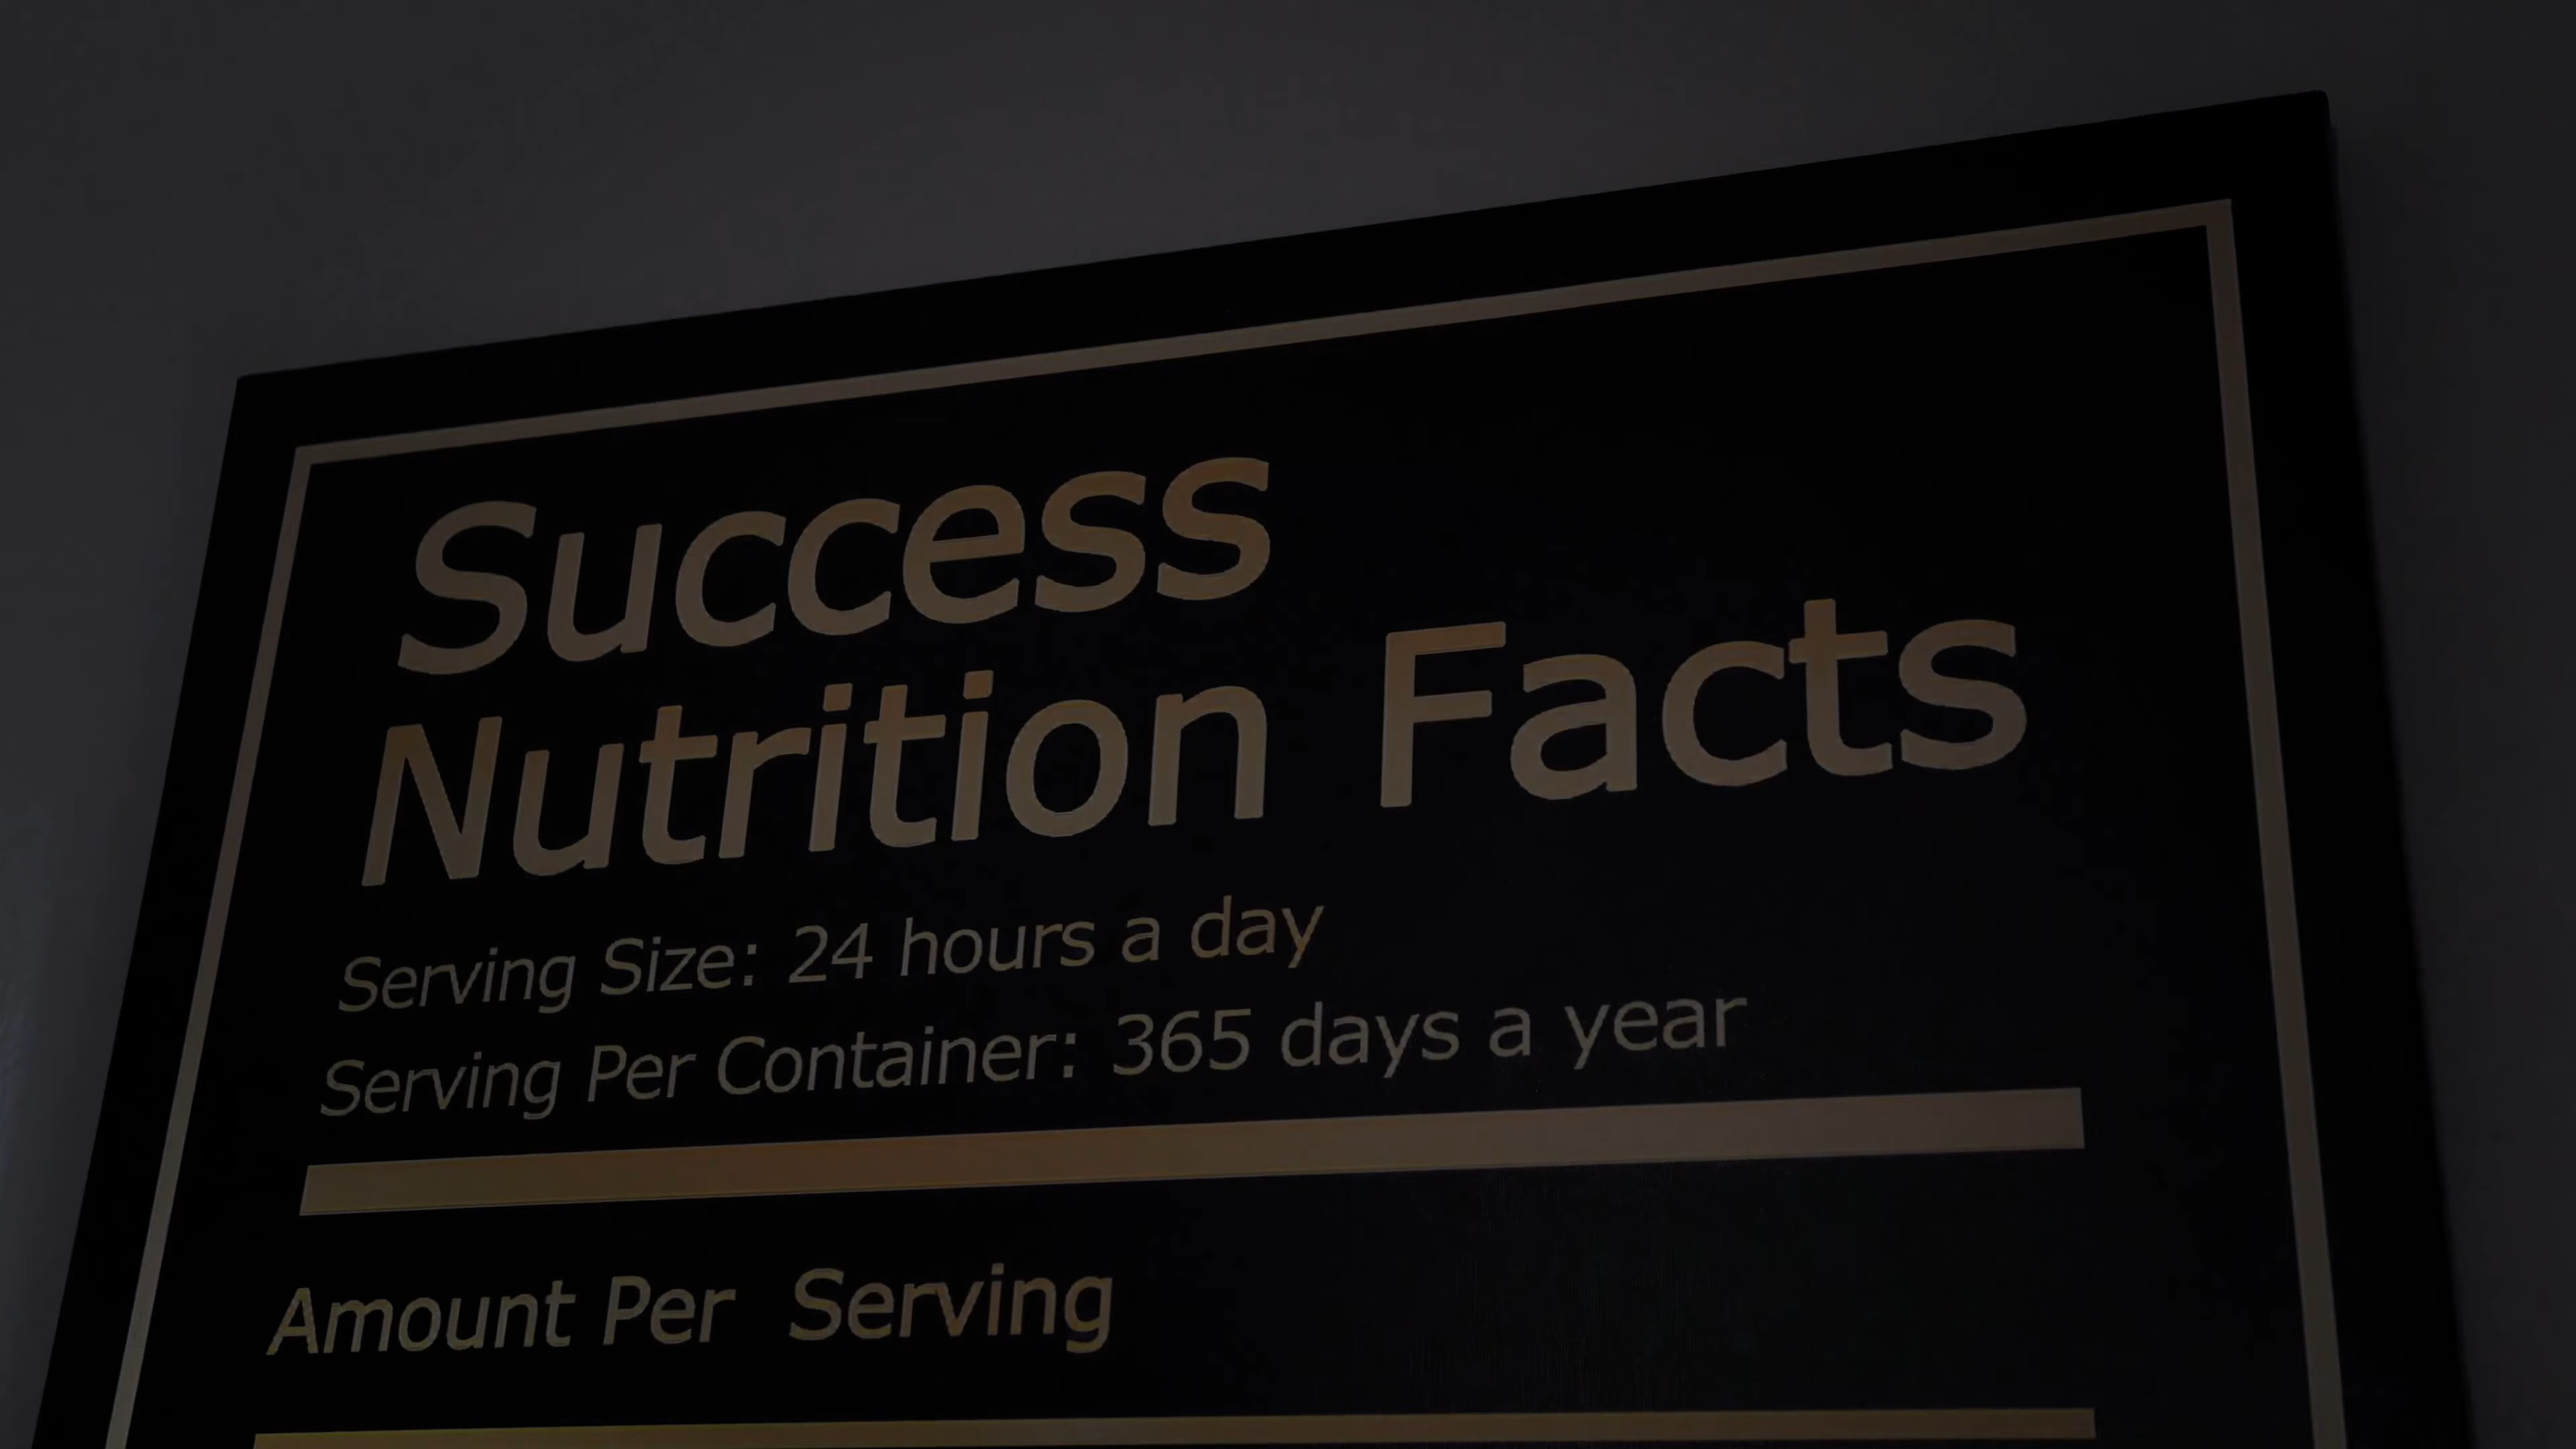 Success
Nutrition Facts
Serving Size: 24 hours a day
Serving Per Container: 365 days a year
Amount Per Serving